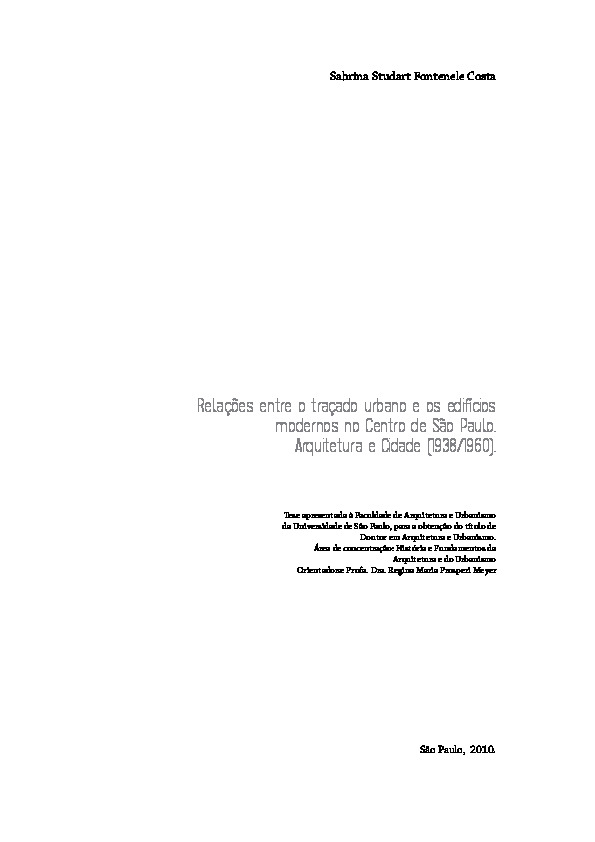 Sabrina Studart Fontenele Costa
Relações entre o traçado urbano e os edifícios
modernos no Centro de São Paulo.
Arquitetura e Cidade (1938/1960).
Tese apresentada à Faculdade de Arquitetura e Urbanismo
da Universidade de São Paulo, para a obtenção do título de
Doutor em Arquitetura e Urbanismo.
Área de concentração: História e Fundamentos da
Arquitetura e do Urbanismo
Orientadora: Profa. Dra. Regina Maria Prosperi Meyer
São Paulo, 2010.